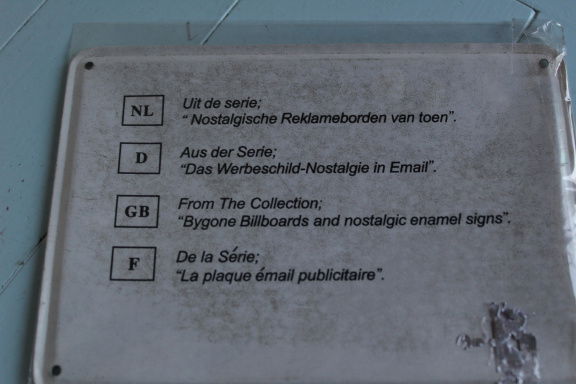 NL Uit de serie;
“ Nostalgische Reklameborden van toen”.
D Aus der Serie;
“Das Werbeschild-Nostalgie in Email”.
GB From The Collection;
“Bygone Billboards and nostalgic enamel signs”.
F De la Série;
“La plaque émail publicitaire”.